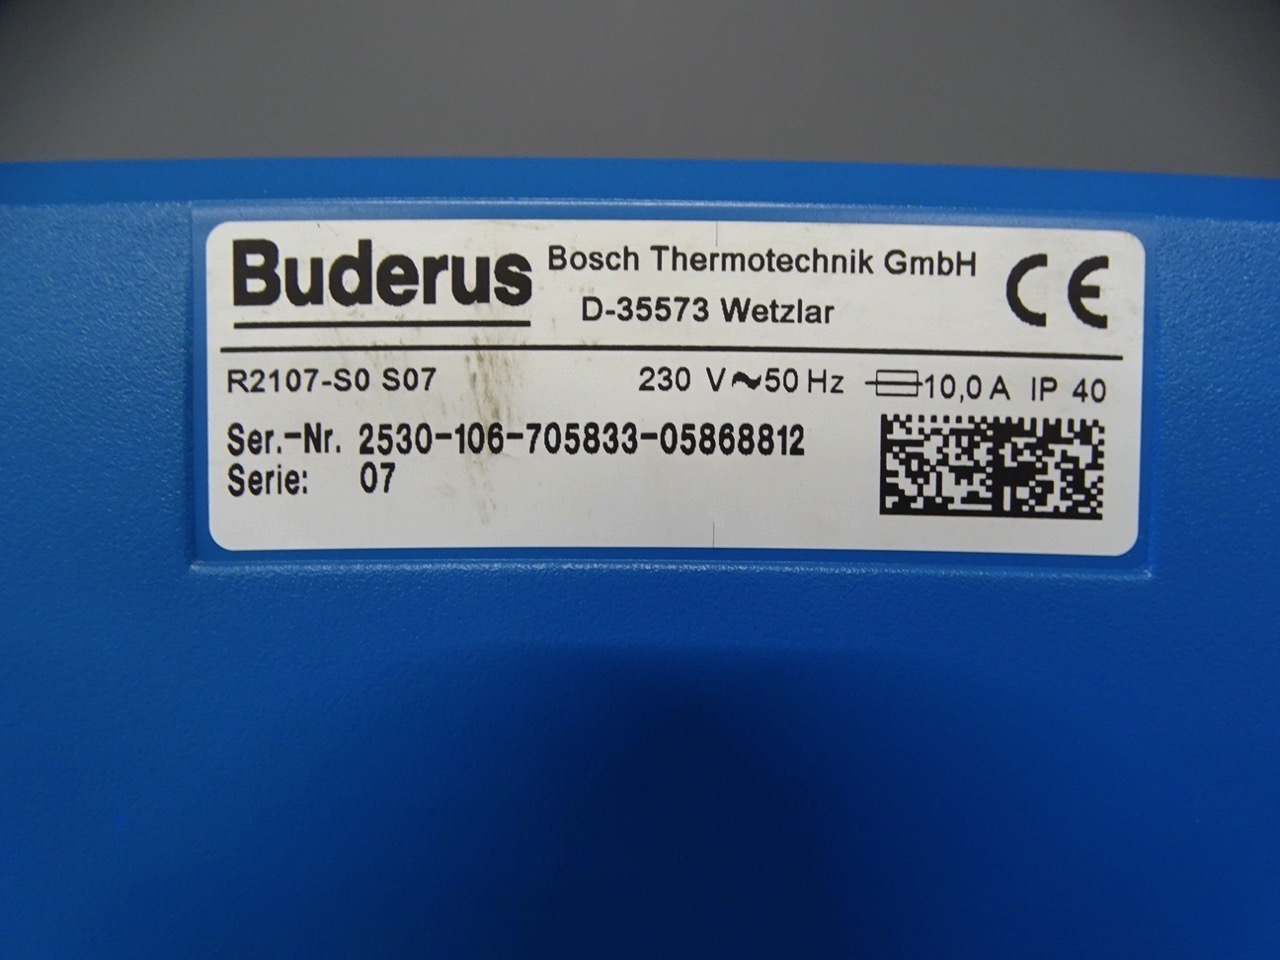 Buderus
Bosch Thermotechnik GmbH
D-35573 Wetzlar
CE
R2107-S0 S07 230 V~50 Hz 10,0 A IP 40
Ser.-Nr. 2530-106-705833-05868812
Serie: 07